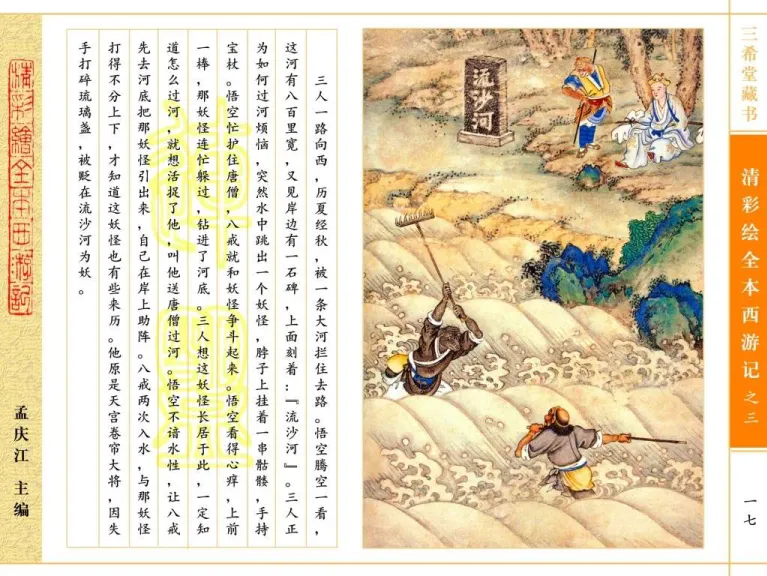 三希堂藏书
清彩绘全本西游记之三
一七
流沙河
三人一路向西，历夏经秋，被一条大河拦住去路。悟空腾空一看，
这河有八百里宽，又见岸边有一石碑，上面刻着：『流沙河』。三人正
为如何过河烦恼，突然水中跳出一个妖怪，脖子上挂着一串骷髅，手持
宝杖。悟空忙护住唐僧，八戒就和妖怪争斗起来。悟空看得心痒，上前
一棒，那妖怪连忙躲过，钻进了河底。三人想这妖怪长居于此，一定知
道怎么过河，就想活捉了他，叫他送唐僧过河。悟空不谙水性，让八戒
先去河底把那妖怪引出来，自己在岸上助阵。八戒两次入水，与那妖怪
打得不分上下，才知道这妖怪也有些来历。他原是天宫卷帘大将，因失
手打碎琉璃盏，被贬在流沙河为妖。
精彩繪全本西游記
孟庆江 主编